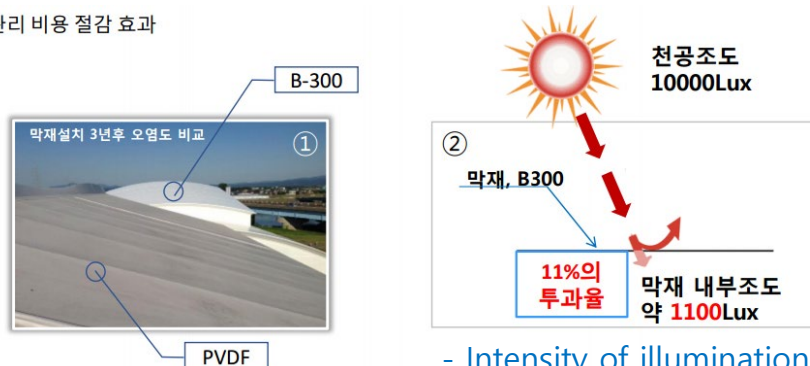 관리 비용 절감 효과
B-300
막재설치 3년후 오염도 비교
①
PVDF
천공조도
10000Lux
②
막재, B300
11%의
투과율
막재 내부조도
약 1100Lux
- Intensity of illumination